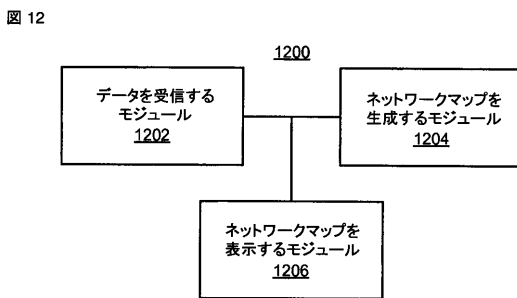 図 12
1200
データを受信する
モジュール
1202
ネットワークマップを
生成するモジュール
1204
ネットワークマップを
表示するモジュール
1206